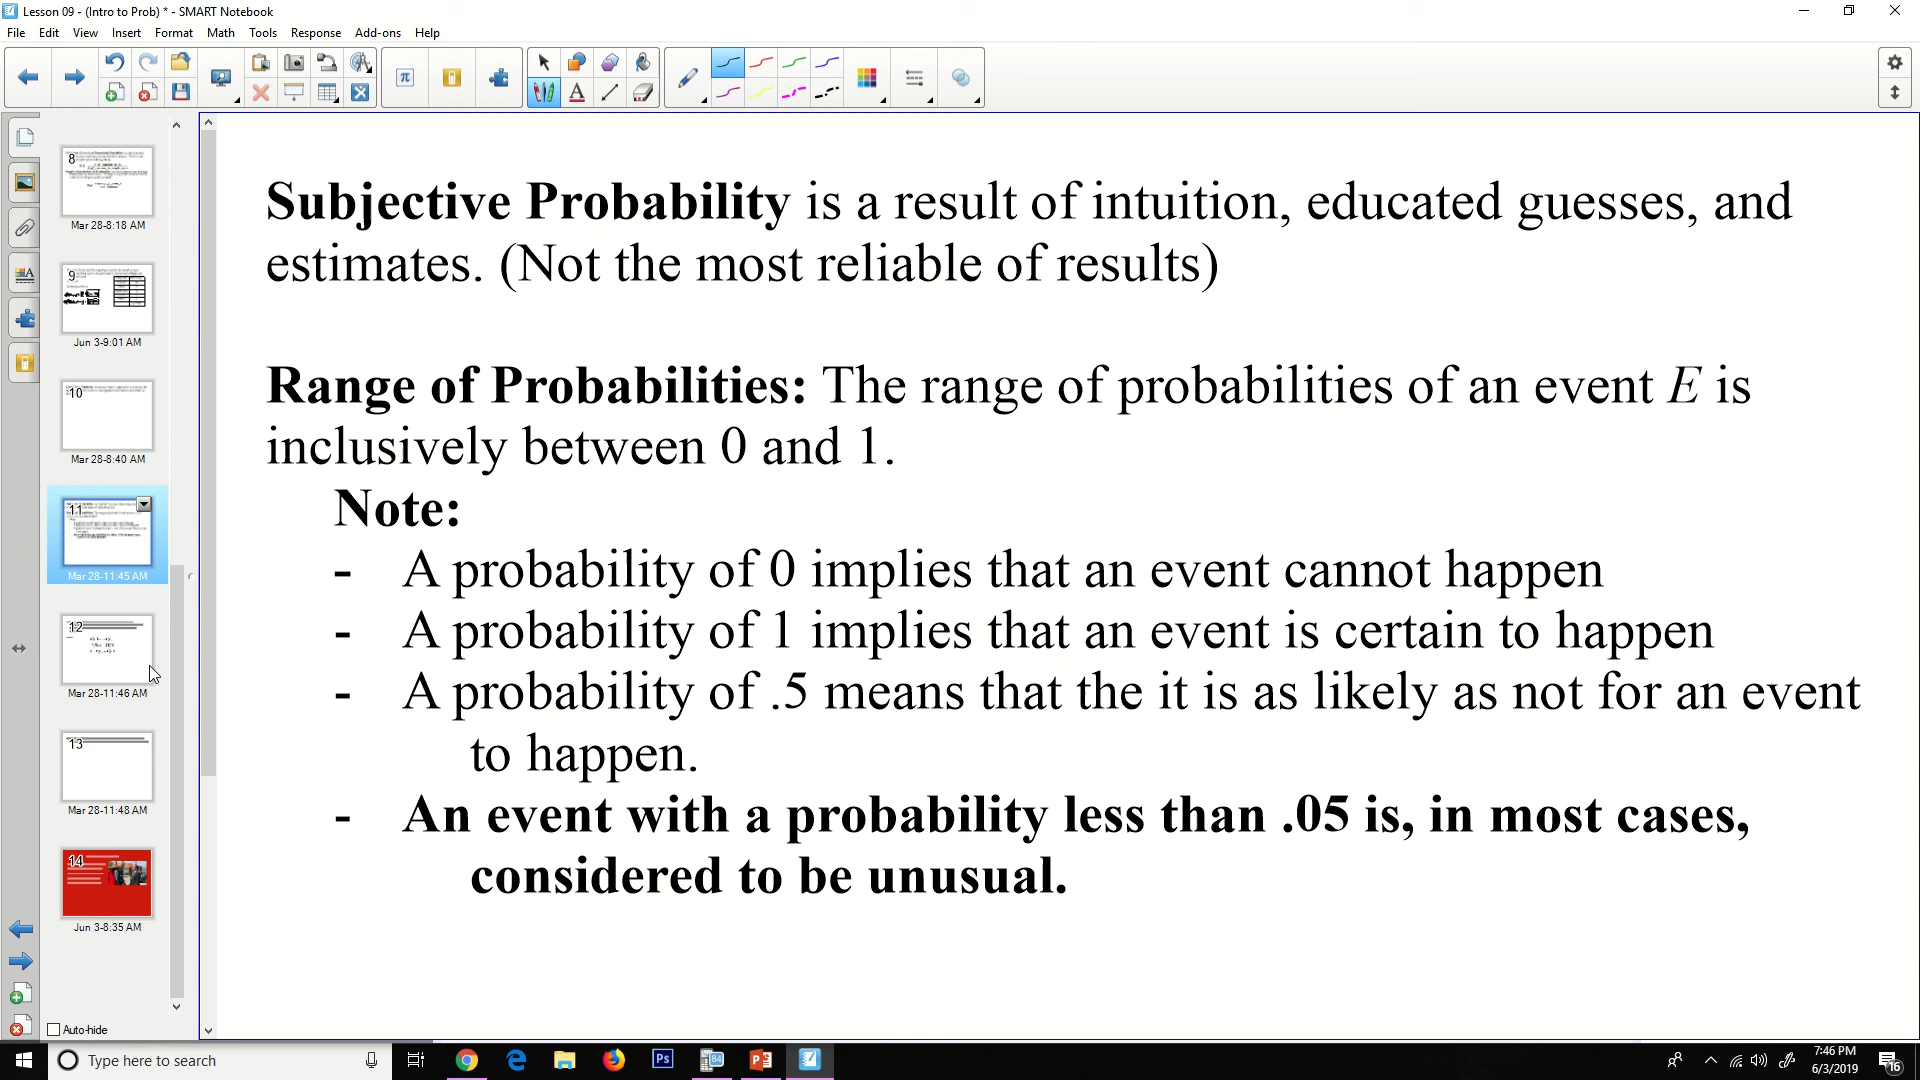 Lesson 09 - (Intro to Prob) * - SMART Notebook
File Edit View Insert Format Math Tools Response Add-ons Help
8
Mar 28-8:18 AM
9
Jun 3-9:01 AM
10
Mar 28-8:40 AM
11
Mar 28-11:45 AM
12
Mar 28-11:46 AM
13
Mar 28-11:48 AM
14
Jun 3-8:35 AM
Auto-hide
Subjective Probability is a result of intuition, educated guesses, and
estimates. (Not the most reliable of results)
Range of Probabilities: The range of probabilities of an event E is
inclusively between 0 and 1.
Note:
- A probability of 0 implies that an event cannot happen
- A probability of 1 implies that an event is certain to happen
- A probability of .5 means that the it is as likely as not for an event
to happen.
- An event with a probability less than .05 is, in most cases,
considered to be unusual.
Type here to search
Ps
84
7:46 PM
6/3/2019
16